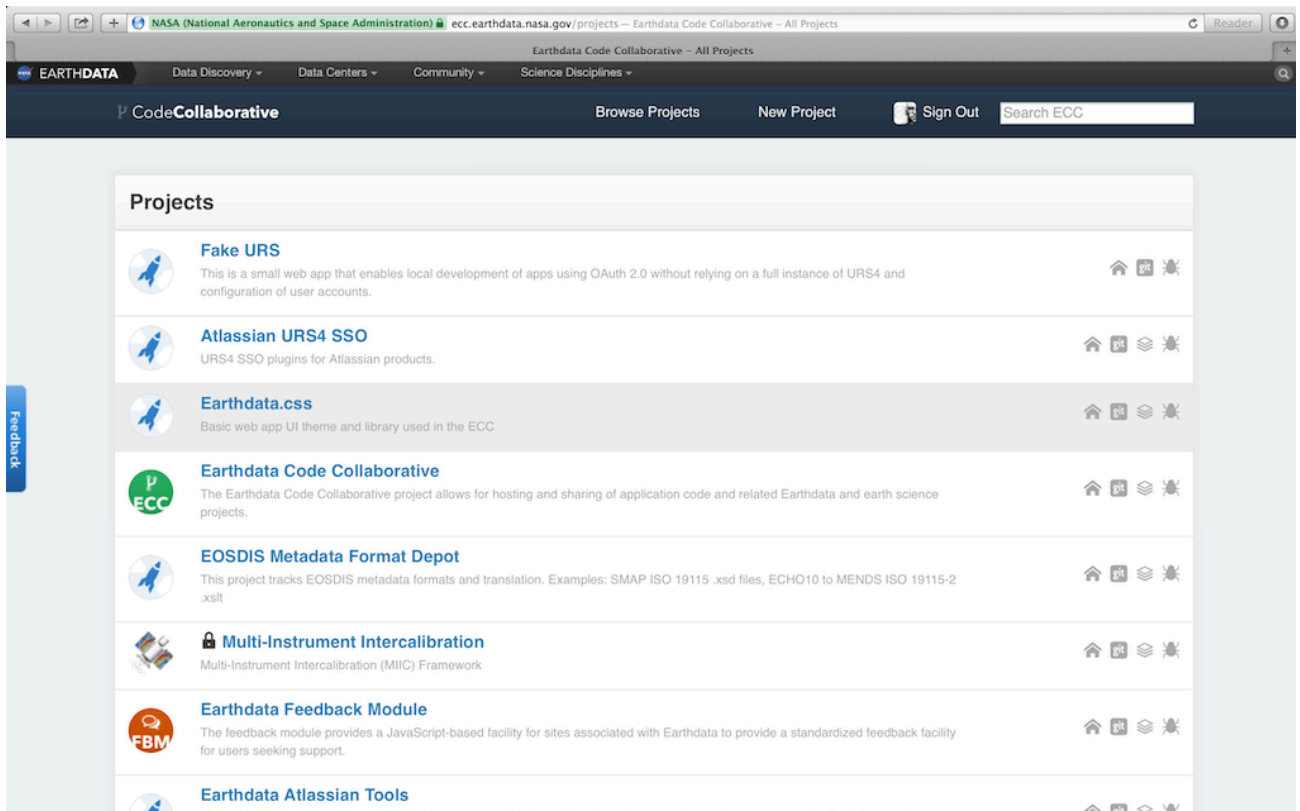 NASA (National Aeronautics and Space Administration) ecc.earthdata.nasa.gov/projects — Earthdata Code Collaborative – All Projects
Reader
Earthdata Code Collaborative – All Projects
EARTHDATA Data Discovery Data Centers Community Science Disciplines
CodeCollaborative Browse Projects New Project Sign Out Search ECC
Projects
Fake URS
This is a small web app that enables local development of apps using OAuth 2.0 without relying on a full instance of URS4 and
configuration of user accounts.
git
Atlassian URS4 SSO
URS4 SSO plugins for Atlassian products.
git
Earthdata.css
Basic web app UI theme and library used in the ECC
git
Feedback
ECC
Earthdata Code Collaborative
The Earthdata Code Collaborative project allows for hosting and sharing of application code and related Earthdata and earth science
projects.
git
EOSDIS Metadata Format Depot
This project tracks EOSDIS metadata formats and translation. Examples: SMAP ISO 19115 .xsd files, ECHO10 to MENDS ISO 19115-2
.xslt
git
Multi-Instrument Intercalibration
Multi-Instrument Intercalibration (MIIC) Framework
git
FBM
Earthdata Feedback Module
The feedback module provides a JavaScript-based facility for sites associated with Earthdata to provide a standardized feedback facility
for users seeking support.
git
Earthdata Atlassian Tools